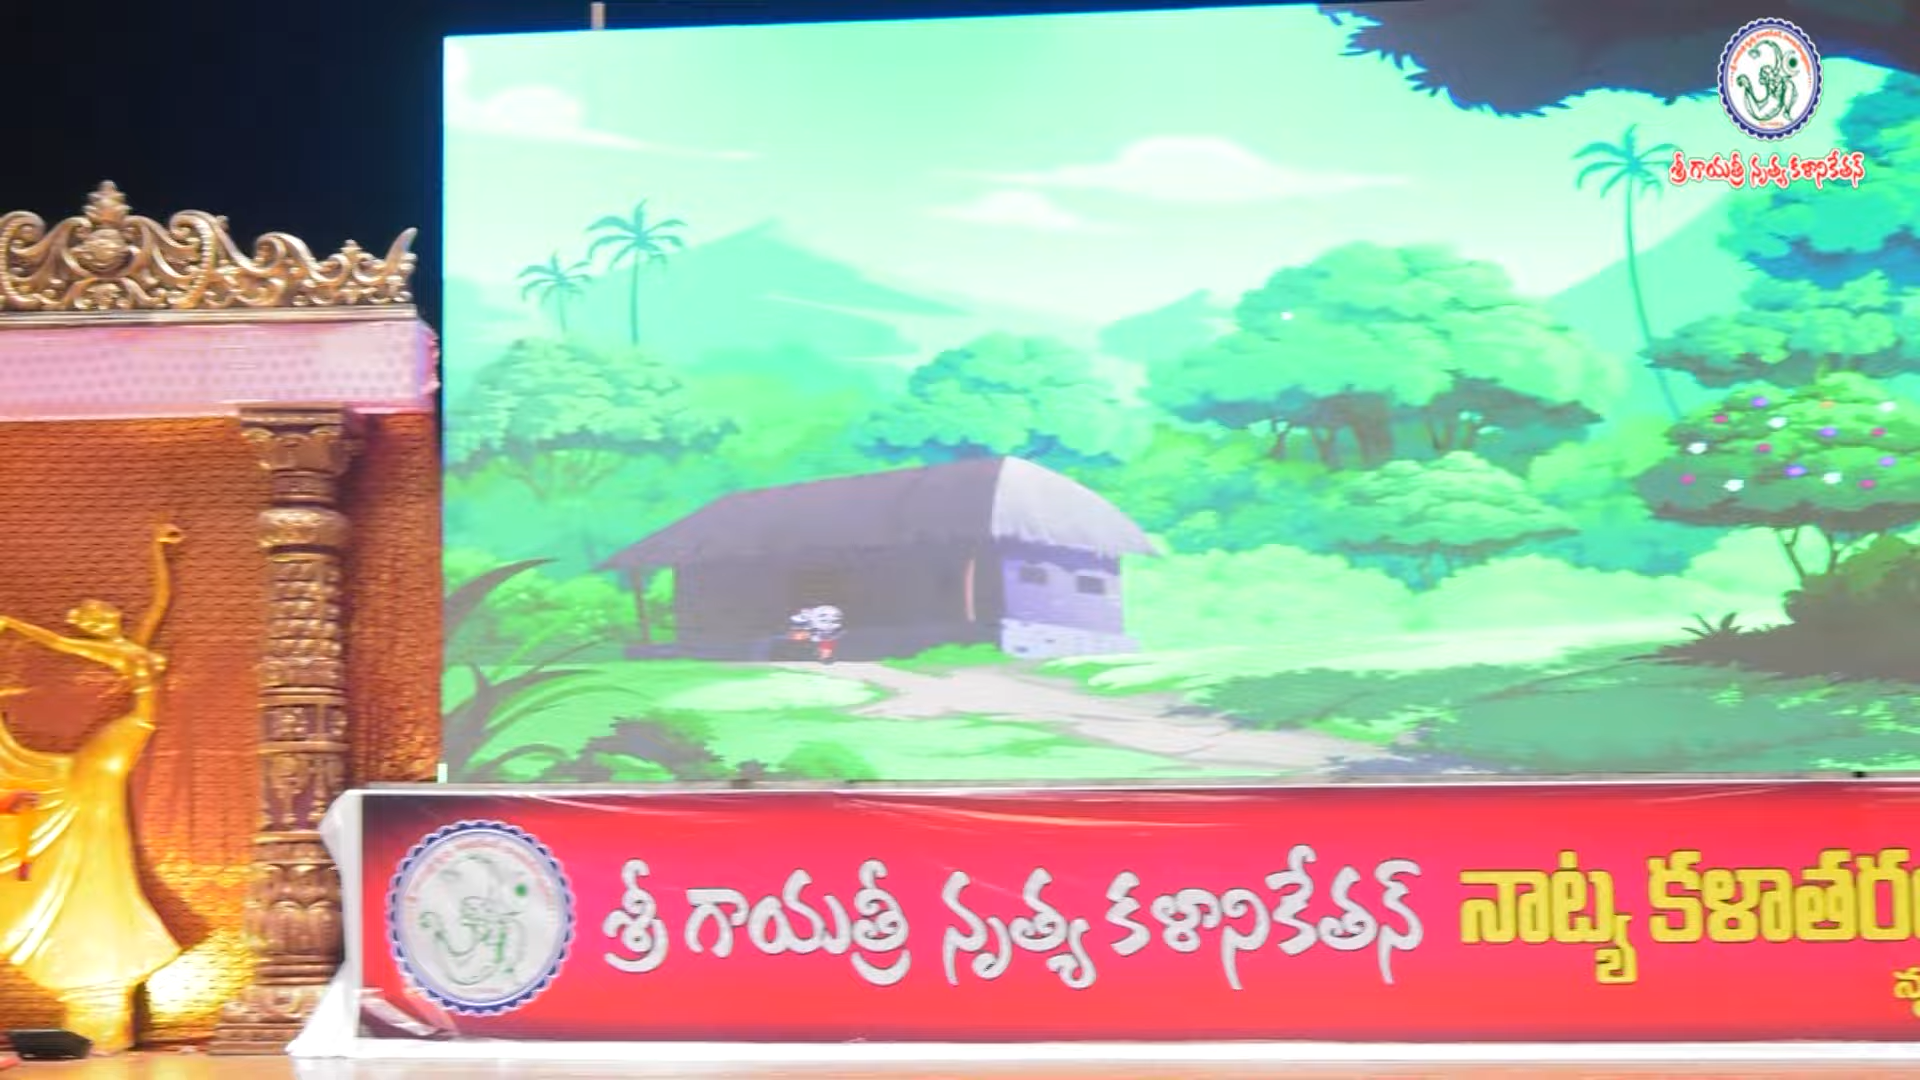 శ్రీ గాయత్రీ నృత్య కళానికేతన్
శ్రీ గాయత్రీ నృత్య కళానికేతన్ నాట్య